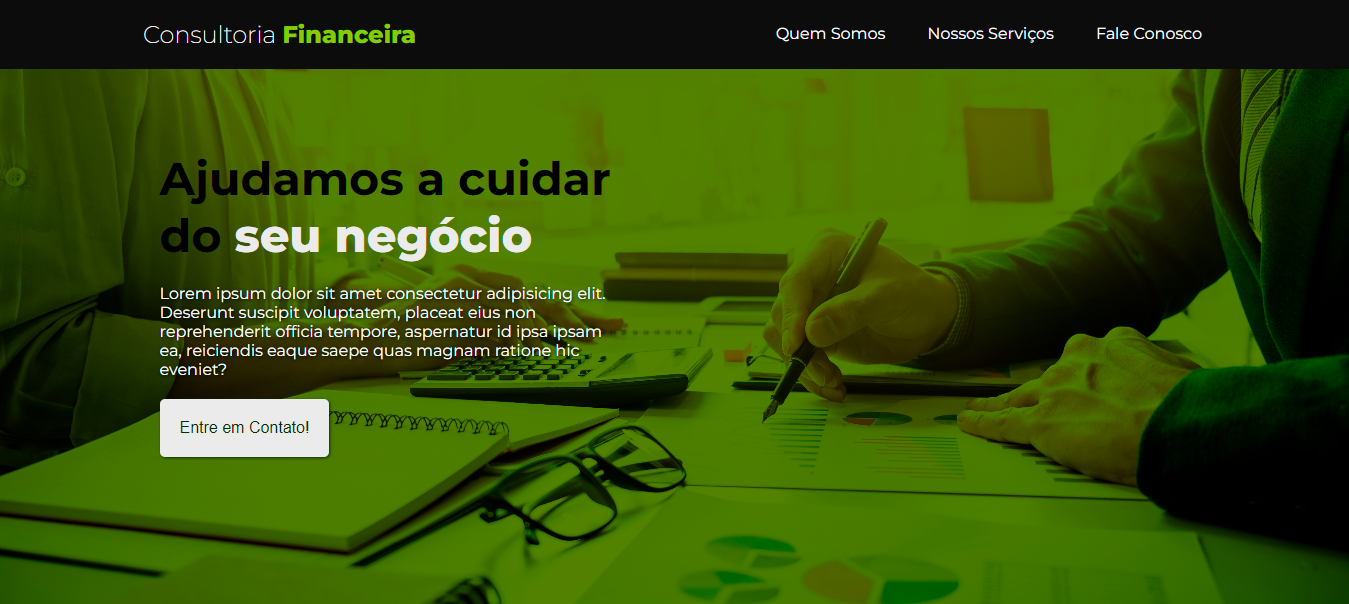 Consultoria Financeira
Quem Somos
Nossos Serviços
Fale Conosco
Ajudamos a cuidar
do seu negócio
Lorem ipsum dolor sit amet consectetur adipisicing elit.
Deserunt suscipit voluptatem, placeat eius non
reprehenderit officia tempore, aspernatur id ipsa ipsam
ea, reiciendis eaque saepe quas magnam ratione hic
eveniet?
Entre em Contato!